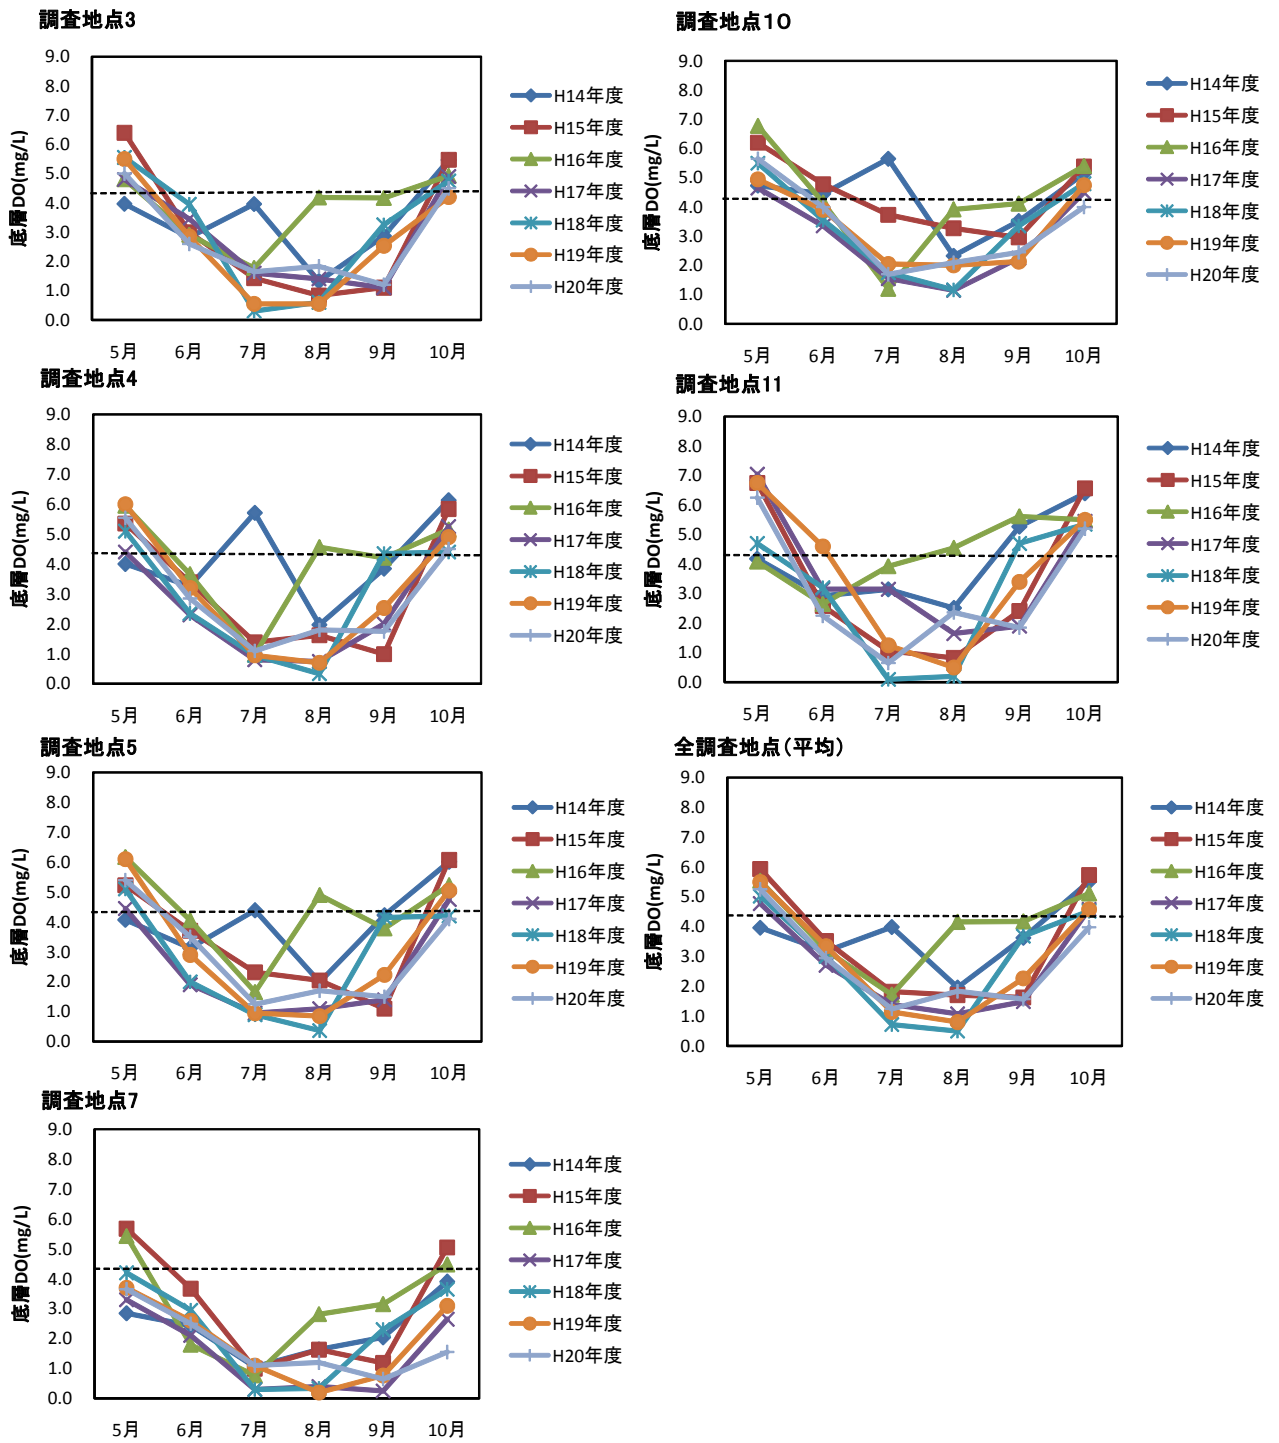 調査地点3
9.0
8.0
7.0
6.0
5.0
4.0
3.0
2.0
1.0
0.0
底層DO(mg/L)
5月 6月 7月 8月 9月 10月
H14年度
H15年度
H16年度
H17年度
H18年度
H19年度
H20年度
調査地点10
9.0
8.0
7.0
6.0
5.0
4.0
3.0
2.0
1.0
0.0
底層DO(mg/L)
5月 6月 7月 8月 9月 10月
H14年度
H15年度
H16年度
H17年度
H18年度
H19年度
H20年度
調査地点4
9.0
8.0
7.0
6.0
5.0
4.0
3.0
2.0
1.0
0.0
底層DO(mg/L)
5月 6月 7月 8月 9月 10月
H14年度
H15年度
H16年度
H17年度
H18年度
H19年度
H20年度
調査地点11
9.0
8.0
7.0
6.0
5.0
4.0
3.0
2.0
1.0
0.0
底層DO(mg/L)
5月 6月 7月 8月 9月 10月
H14年度
H15年度
H16年度
H17年度
H18年度
H19年度
H20年度
調査地点5
9.0
8.0
7.0
6.0
5.0
4.0
3.0
2.0
1.0
0.0
底層DO(mg/L)
5月 6月 7月 8月 9月 10月
H14年度
H15年度
H16年度
H17年度
H18年度
H19年度
H20年度
全調査地点(平均)
9.0
8.0
7.0
6.0
5.0
4.0
3.0
2.0
1.0
0.0
底層DO(mg/L)
5月 6月 7月 8月 9月 10月
H14年度
H15年度
H16年度
H17年度
H18年度
H19年度
H20年度
調査地点7
9.0
8.0
7.0
6.0
5.0
4.0
3.0
2.0
1.0
0.0
底層DO(mg/L)
5月 6月 7月 8月 9月 10月
H14年度
H15年度
H16年度
H17年度
H18年度
H19年度
H20年度